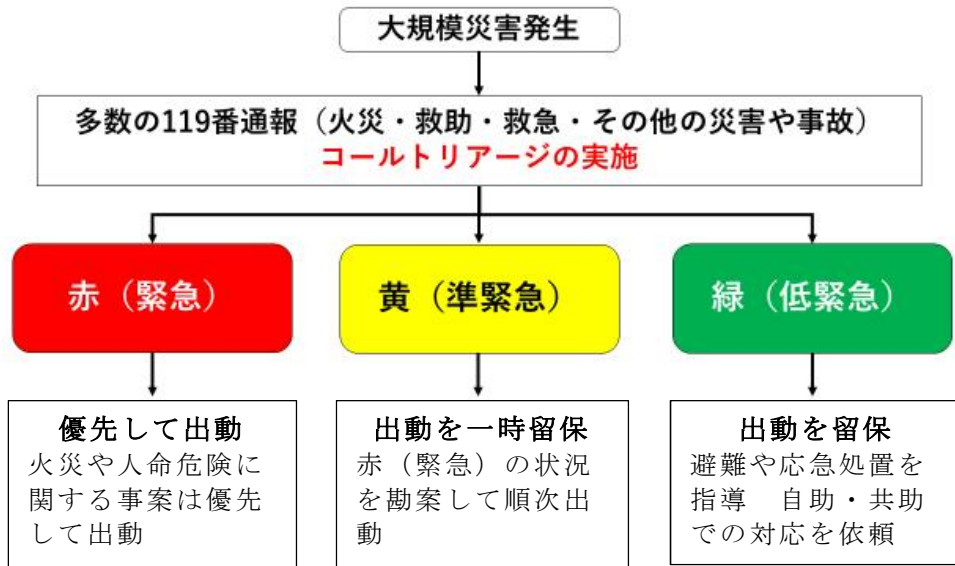 大規模災害発生
多数の119番通報（火災・救助・救急・その他の災害や事故）
コールトリアージの実施
赤（緊急）
黄（準緊急）
緑（低緊急）
優先して出動
火災や人命危険に
関する事案は優先
して出動
出動を一時留保
赤（緊急）の状況
を勘案して順次出
動
出動を留保
避難や応急処置を
指導　自助・共助
での対応を依頼